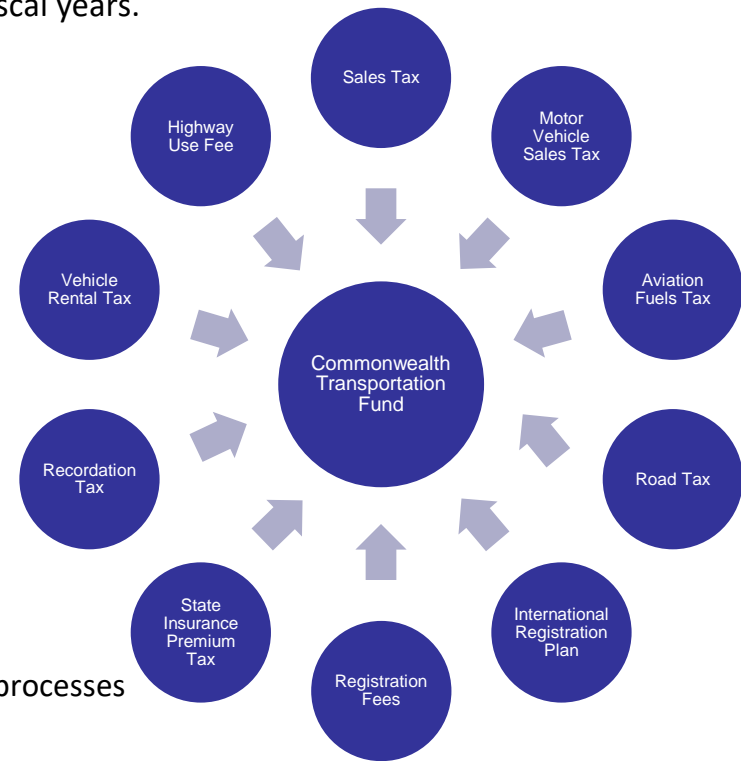 scal years.
Sales Tax
Highway
Use Fee
Motor
Vehicle
Sales Tax
Vehicle
Rental Tax
Aviation
Fuels Tax
Commonwealth
Transportation
Fund
Recordation
Tax
Road Tax
State
Insurance
Premium
Tax
International
Registration
Plan
Registration
Fees
processes